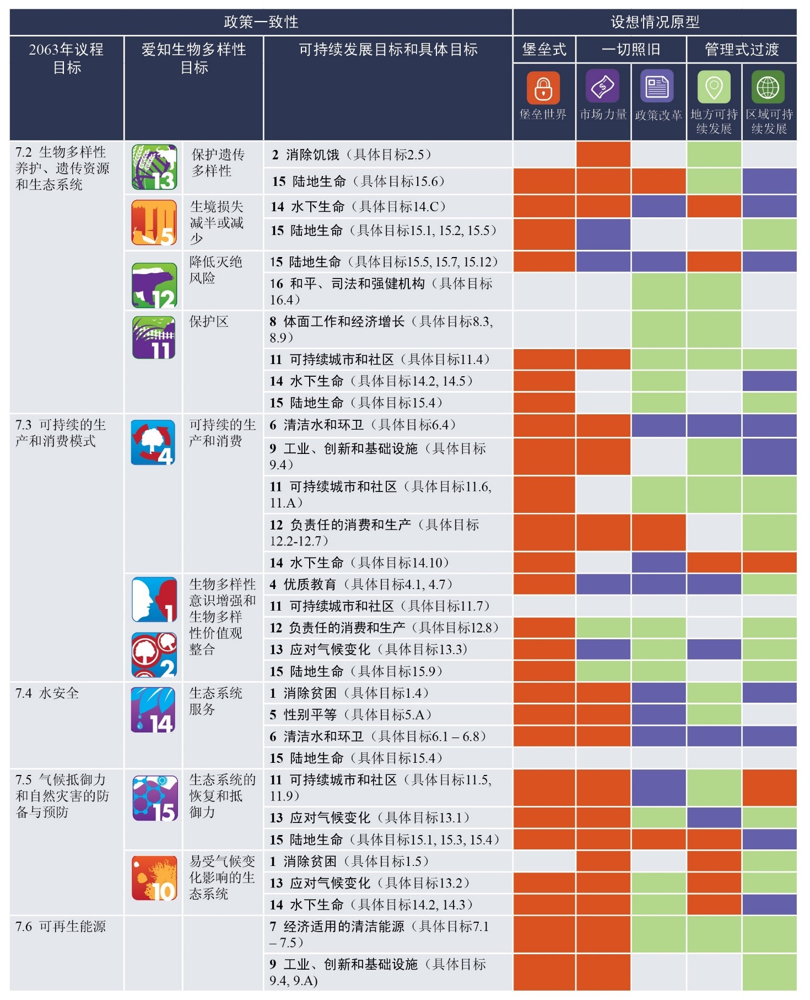 政策一致性
设想情况原型
2063年议程
目标
爱知生物多样性
目标
可持续发展目标和具体目标
堡垒式
一切照旧
管理式过渡
堡垒世界
市场力量
政策改革
地方可持
续发展
区域可持
续发展
7.2 生物多样性
养护、遗传资源
和生态系统
13
保护遗传
多样性
2 消除饥饿（具体目标2.5）
15 陆地生命（具体目标15.6）
5
生境损失
减半或减
少
14 水下生命（具体目标14.C）
15 陆地生命（具体目标15.1, 15.2, 15.5）
12
降低灭绝
风险
15 陆地生命（具体目标15.5, 15.7, 15.12）
16 和平、司法和强健机构（具体目标
16.4）
11
保护区
8 体面工作和经济增长（具体目标8.3,
8.9）
11 可持续城市和社区（具体目标11.4）
14 水下生命（具体目标14.2, 14.5）
15 陆地生命（具体目标15.4）
7.3 可持续的生
产和消费模式
4
可持续的生
产和消费
6 清洁水和环卫（具体目标6.4）
9 工业、创新和基础设施（具体目标
9.4）
11 可持续城市和社区（具体目标11.6,
11.A）
12 负责任的消费和生产（具体目标
12.2-12.7）
14 水下生命（具体目标14.10）
1
2
生物多样性
意识增强和
生物多样
性价值观
整合
4 优质教育（具体目标4.1, 4.7）
11 可持续城市和社区（具体目标11.7）
12 负责任的消费和生产（具体目标12.8）
13 应对气候变化（具体目标13.3）
15 陆地生命（具体目标15.9）
7.4 水安全
14
生态系统
服务
1 消除贫困（具体目标1.4）
5 性别平等（具体目标5.A）
6 清洁水和环卫（具体目标6.1 – 6.8）
15 陆地生命（具体目标15.4）
7.5 气候抵御力
和自然灾害的防
备与预防
15
生态系统的
恢复和抵
御力
11 可持续城市和社区（具体目标11.5,
11.9）
13 应对气候变化（具体目标13.1）
15 陆地生命（具体目标15.1, 15.3, 15.4）
10
易受气候变
化影响的生
态系统
1 消除贫困（具体目标1.5）
13 应对气候变化（具体目标13.2）
14 水下生命（具体目标14.2, 14.3）
7.6 可再生能源
7 经济适用的清洁能源（具体目标7.1
– 7.5）
9 工业、创新和基础设施（具体目标
9.4, 9.A)